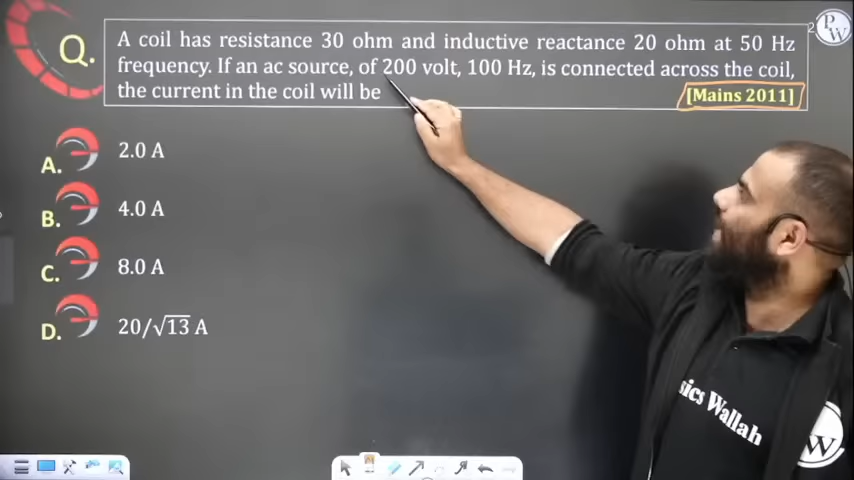 Q. A coil has resistance 30 ohm and inductive reactance 20 ohm at 50 Hz
frequency. If an ac source, of 200 volt, 100 Hz, is connected across the coil,
the current in the coil will be
[Mains 2011]
A. 2.0 A
B. 4.0 A
C. 8.0 A
D. 20/√13 A
P
W
sics Wallah
W